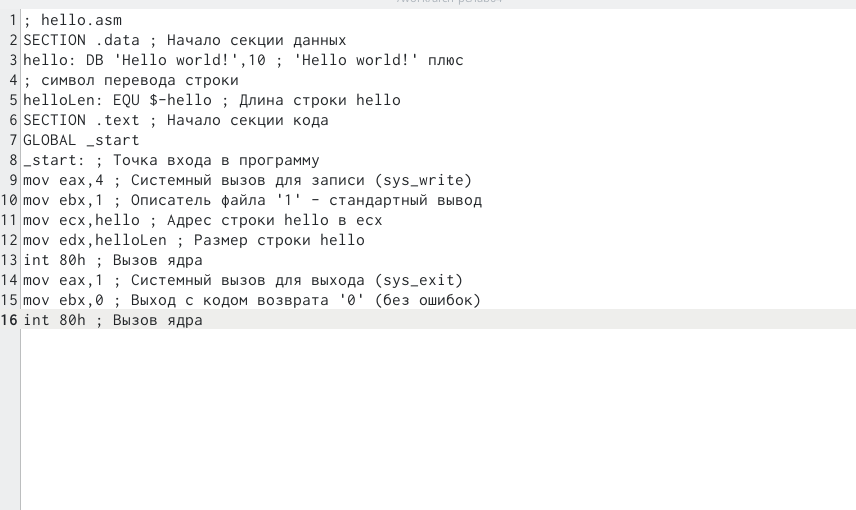 1 ; hello.asm
2 SECTION .data ; Начало секции данных
3 hello: DB 'Hello world!',10 ; 'Hello world!' плюс
4 ; символ перевода строки
5 helloLen: EQU $-hello ; Длина строки hello
6 SECTION .text ; Начало секции кода
7 GLOBAL _start
8 _start: ; Точка входа в программу
9 mov eax,4 ; Системный вызов для записи (sys_write)
10 mov ebx,1 ; Описатель файла '1' - стандартный вывод
11 mov ecx,hello ; Адрес строки hello в ecx
12 mov edx,helloLen ; Размер строки hello
13 int 80h ; Вызов ядра
14 mov eax,1 ; Системный вызов для выхода (sys_exit)
15 mov ebx,0 ; Выход с кодом возврата '0' (без ошибок)
16 int 80h ; Вызов ядра